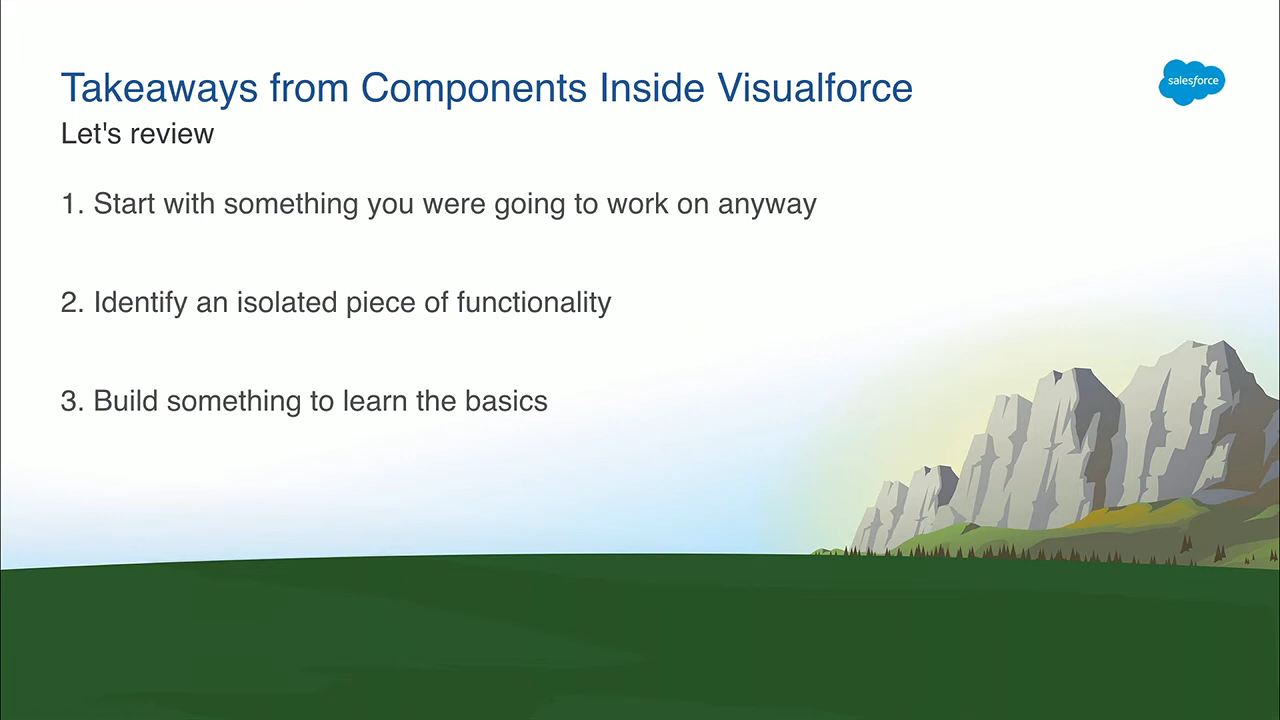 Takeaways from Components Inside Visualforce
salesforce
Let's review
1. Start with something you were going to work on anyway
2. Identify an isolated piece of functionality
3. Build something to learn the basics